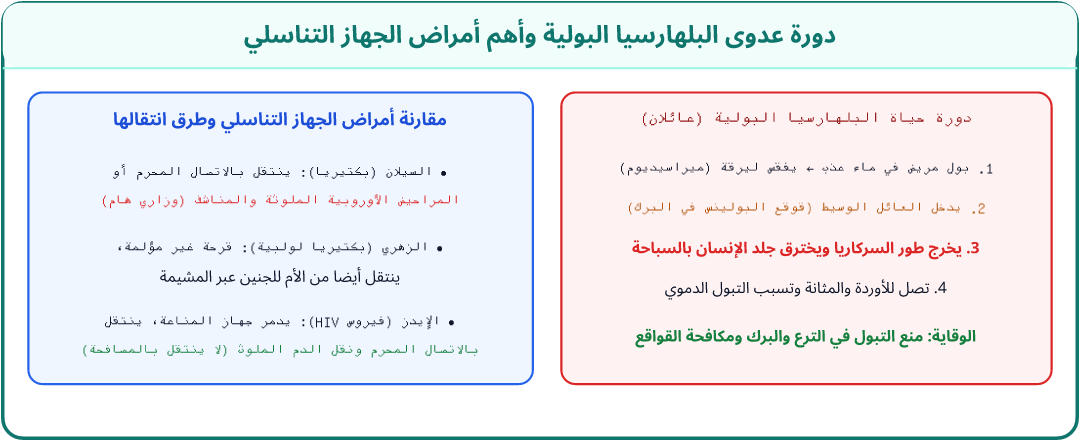 دورة عدوى البلهارسيا البولية وأهم أمراض الجهاز التناسلي
دورة حياة البلهارسيا البولية (عائلان)
1. بول مريض في ماء عذب ← يفقس ليرقة (ميراسيديوم)
2. يدخل العائل الوسيط (قوقع البولينس في البرك)
3. يخرج طور السركاريا ويخترق جلد الإنسان بالسباحة
4. تصل للأوردة والمثانة وتسبب التبول الدموي
الوقاية: منع التبول في الترع والبرك ومكافحة القواقع
مقارنة أمراض الجهاز التناسلي وطرق انتقالها
• السيلان (بكتيريا): ينتقل بالاتصال المحرم أو
المراحيض الأوروبية الملوثة والمناشف (وزاري هام)
• الزهري (بكتيريا لولبية): قرحة غير مؤلمة،
ينتقل أيضا من الأم للجنين عبر المشيمة
• الإيدز (فيروس HIV): يدمر جهاز المناعة، ينتقل
بالاتصال المحرم ونقل الدم الملوث (لا ينتقل بالمصافحة)